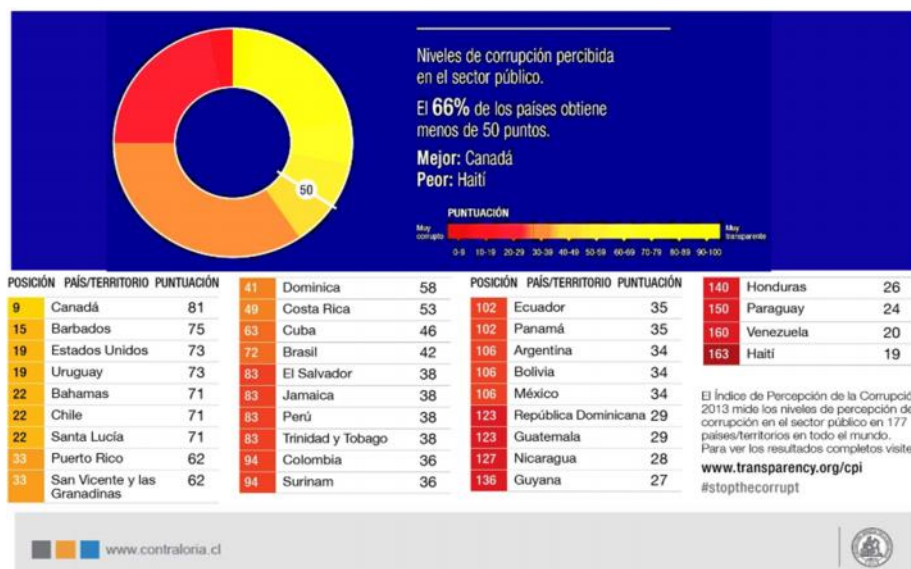 Niveles de corrupción percibida
en el sector público.
El 66% de los países obtiene
menos de 50 puntos.
Mejor: Canadá
Peor: Haití
50
PUNTUACIÓN
Muy
corrupto
Muy
transparente
0-9 10-19 20-29 30-39 40-49 50-59 60-69 70-79 80-89 90-100
POSICIÓN PAÍS/TERRITORIO PUNTUACIÓN
9 Canadá 81
15 Barbados 75
19 Estados Unidos 73
19 Uruguay 73
22 Bahamas 71
22 Chile 71
22 Santa Lucía 71
33 Puerto Rico 62
33 San Vicente y las 62
Granadinas
41 Dominica 58
49 Costa Rica 53
63 Cuba 46
72 Brasil 42
83 El Salvador 38
83 Jamaica 38
83 Perú 38
83 Trinidad y Tobago 38
94 Colombia 36
94 Surinam 36
POSICIÓN PAÍS/TERRITORIO PUNTUACIÓN
102 Ecuador 35
102 Panamá 35
106 Argentina 34
106 Bolivia 34
106 México 34
123 República Dominicana 29
123 Guatemala 29
127 Nicaragua 28
136 Guyana 27
140 Honduras 26
150 Paraguay 24
160 Venezuela 20
163 Haití 19
El Índice de Percepción de la Corrupció
2013 mide los niveles de percepción de
corrupción en el sector público en 177
países/territorios en todo el mundo.
Para ver los resultados completos visite
www.transparency.org/cpi
#stopthecorrupt
www.contraloria.cl